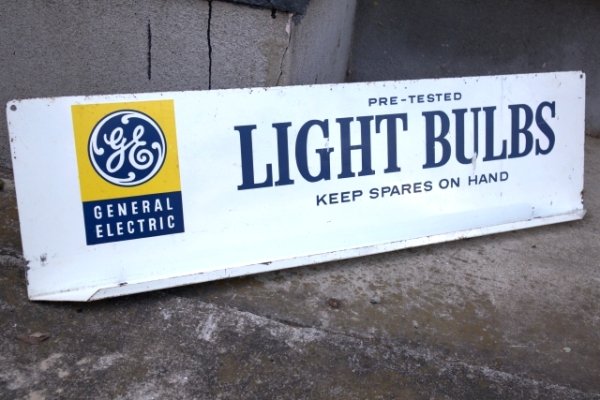 GE
GENERAL
ELECTRIC
PRE-TESTED
LIGHT BULBS
KEEP SPARES ON HAND